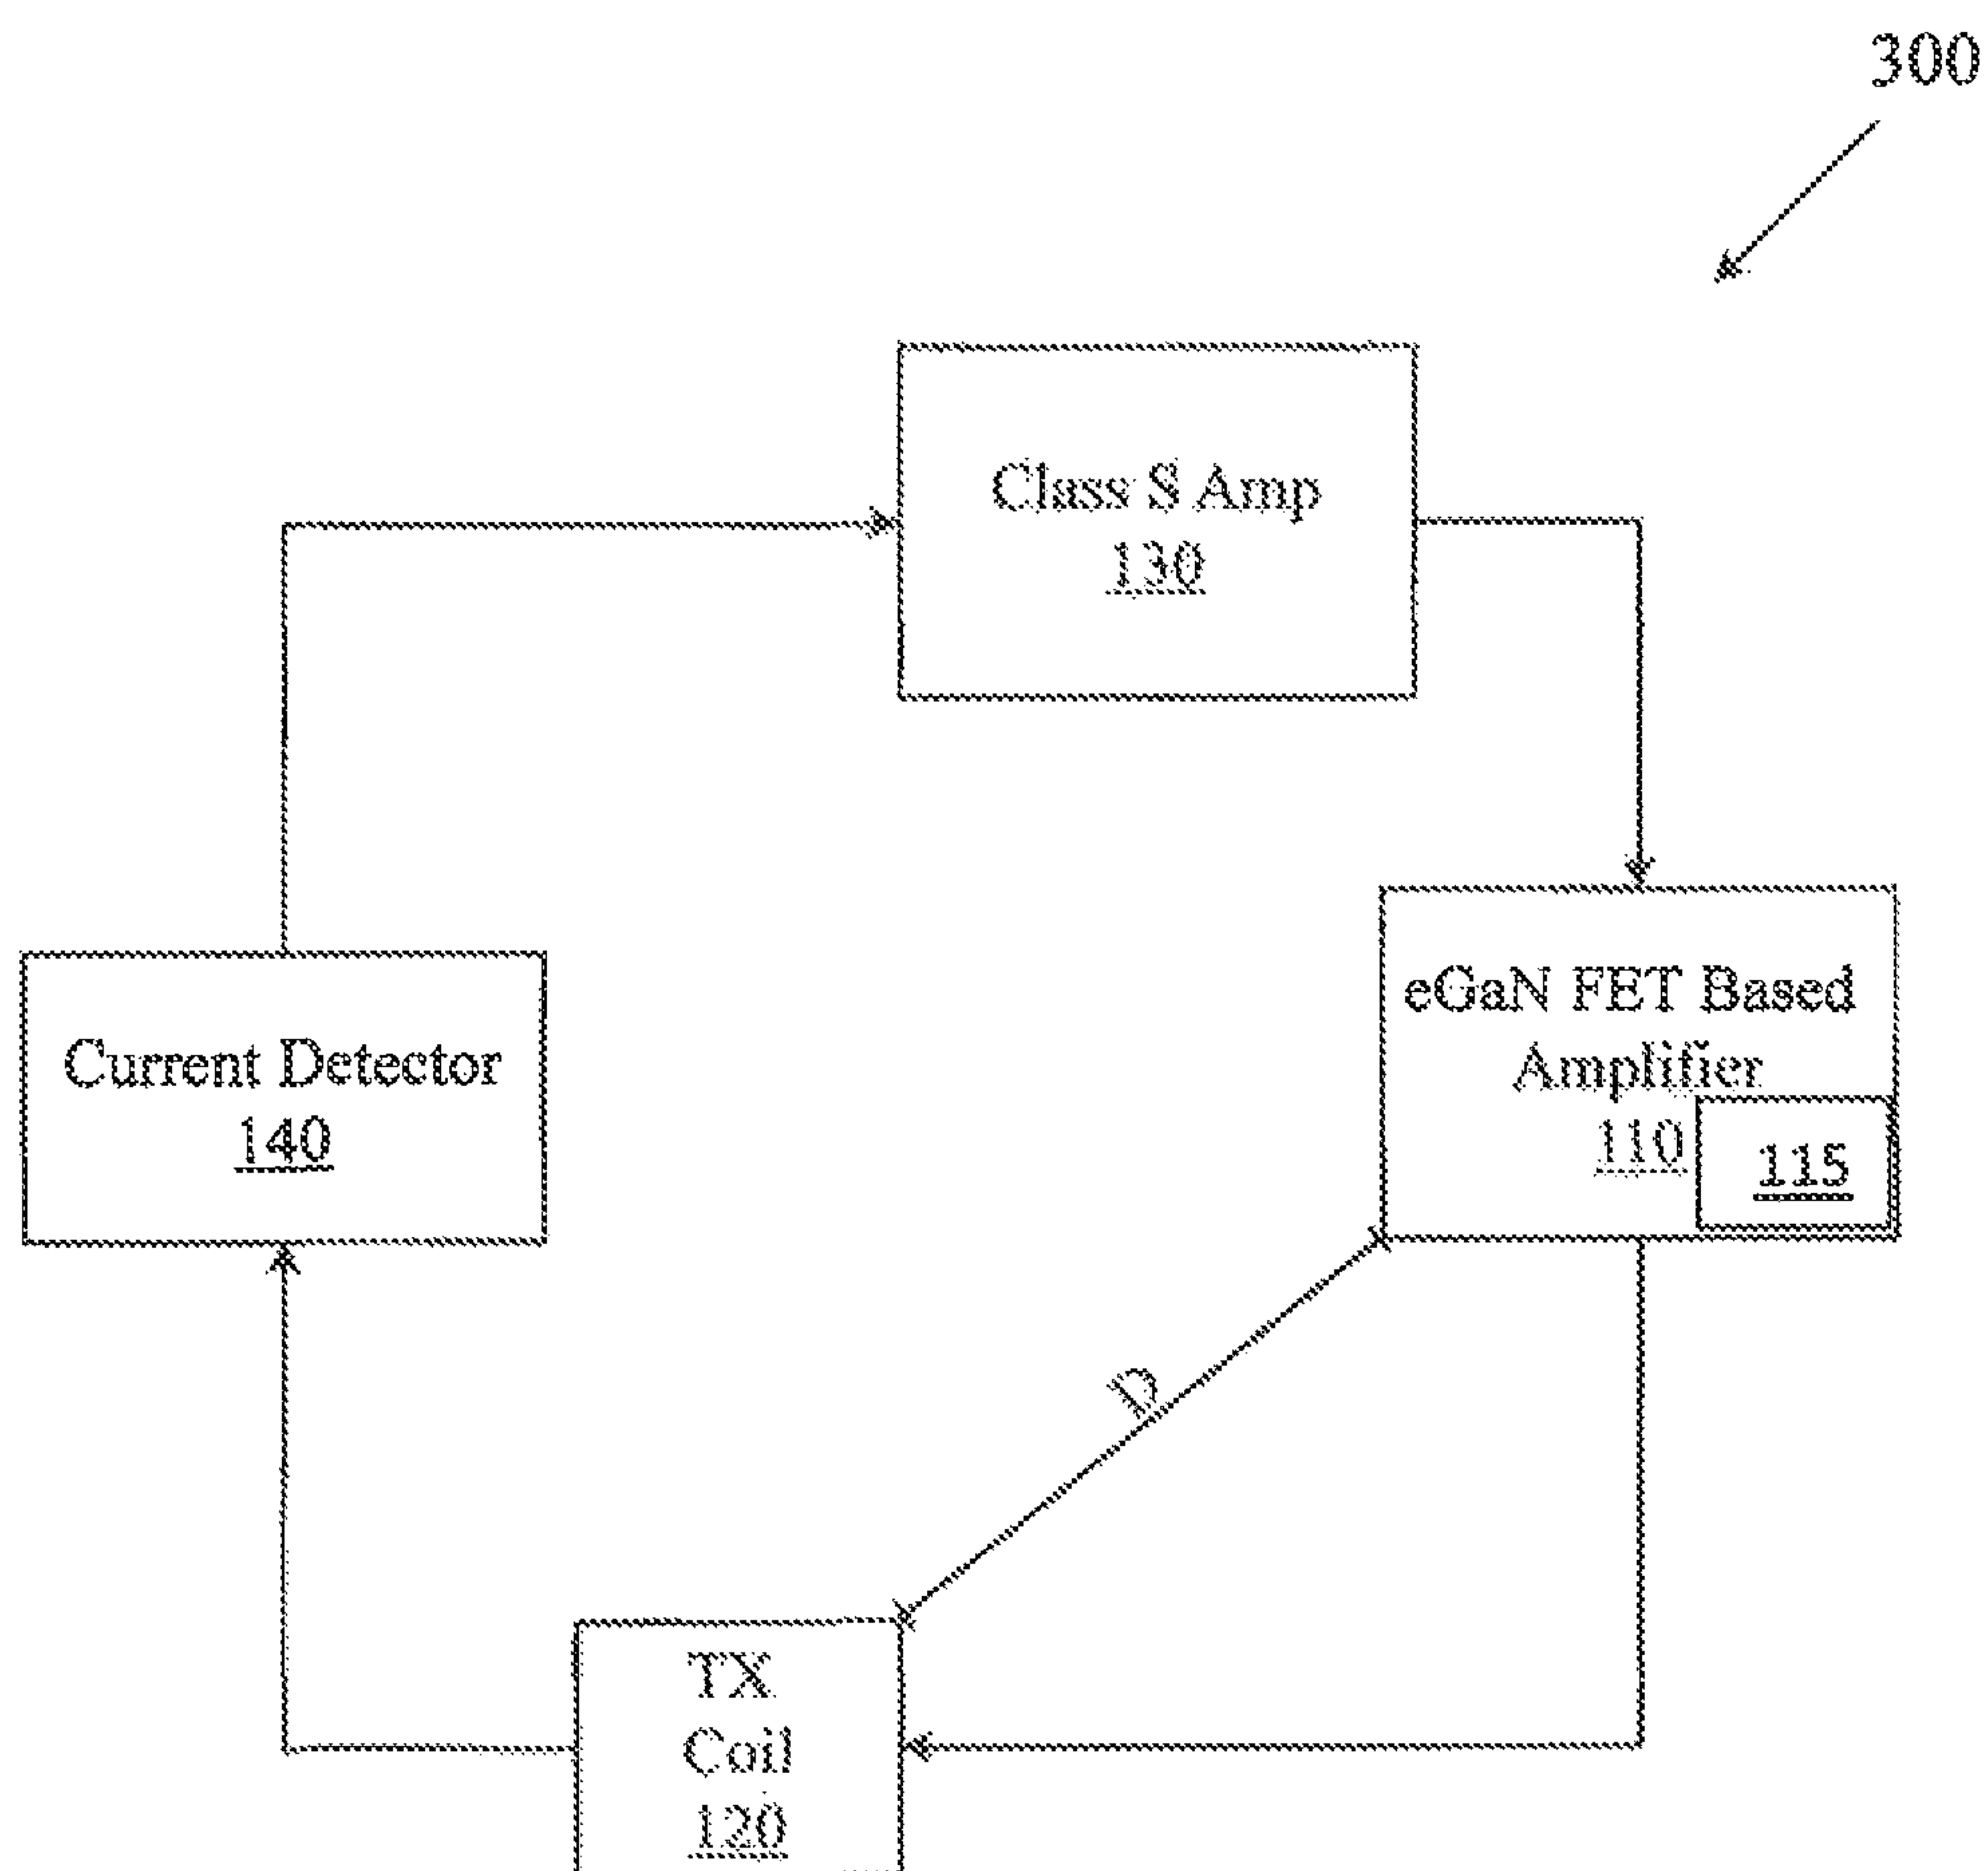 300
Class S Amp
130
eGaN FET Based
Amplifier
110
115
Current Detector
140
D
TX
Coil
120